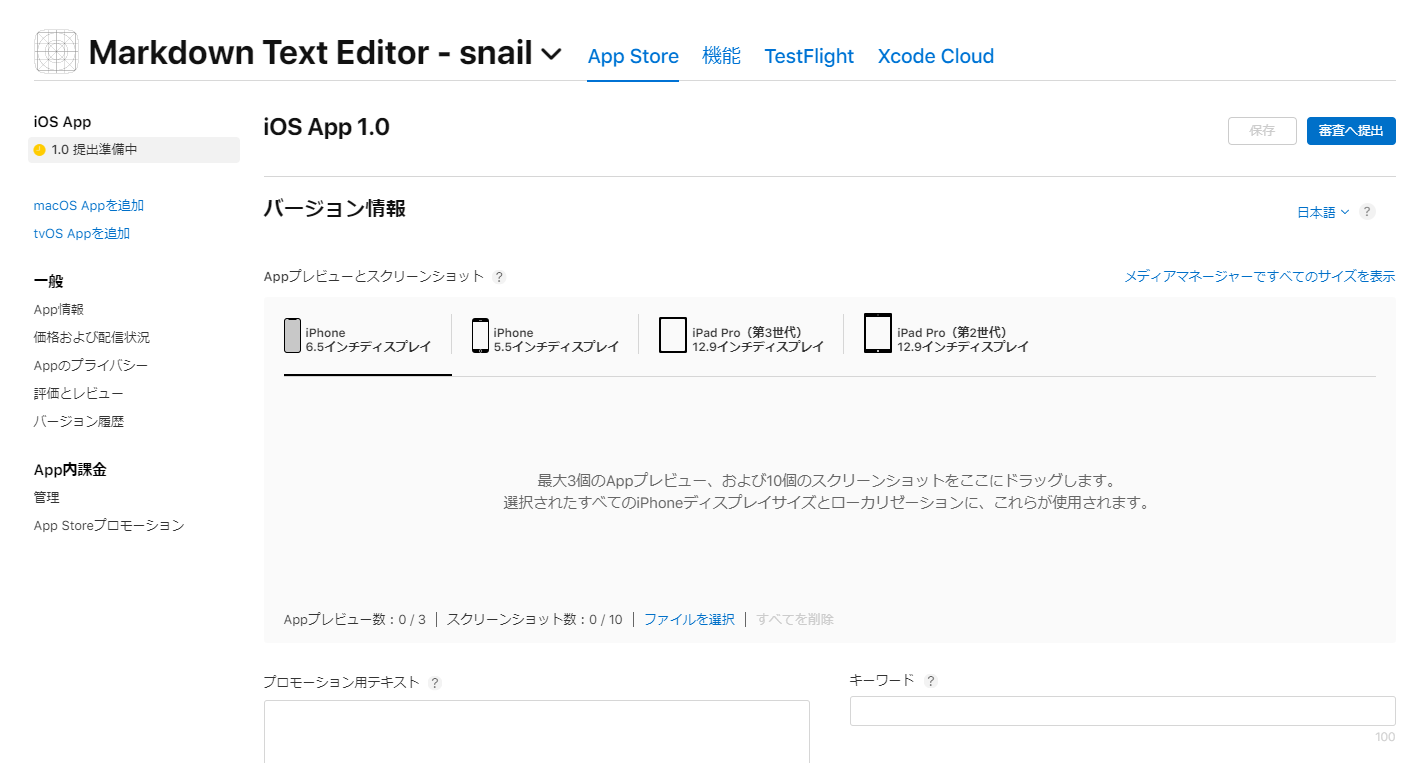 Markdown Text Editor - snail
App Store
機能
TestFlight
Xcode Cloud
iOS App
1.0 提出準備中
macOS Appを追加
tvOS Appを追加
一般
App情報
価格および配信状況
Appのプライバシー
評価とレビュー
バージョン履歴
App内課金
管理
App Storeプロモーション
iOS App 1.0
保存
審査へ提出
バージョン情報
日本語
?
Appプレビューとスクリーンショット ?
メディアマネージャーですべてのサイズを表示
iPhone
6.5インチディスプレイ
iPhone
5.5インチディスプレイ
iPad Pro（第3世代）
12.9インチディスプレイ
iPad Pro（第2世代）
12.9インチディスプレイ
最大3個のAppプレビュー、および10個のスクリーンショットをここにドラッグします。
選択されたすべてのiPhoneディスプレイサイズとローカリゼーションに、これらが使用されます。
Appプレビュー数：0 / 3 | スクリーンショット数：0 / 10 | ファイルを選択 | すべてを削除
プロモーション用テキスト ?
キーワード ?
100